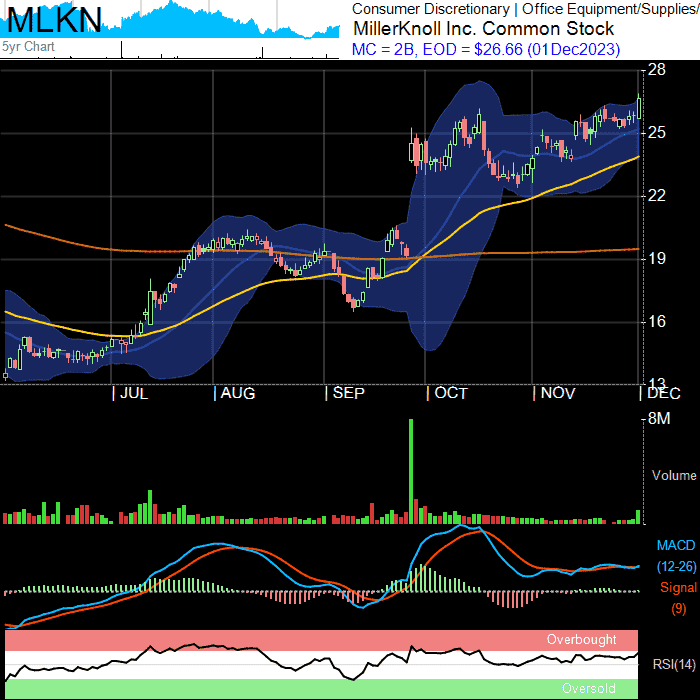 MLKN
5yr Chart
Consumer Discretionary | Office Equipment/Supplies/
MillerKnoll Inc. Common Stock
MC = 2B, EOD = $26.66 (01Dec2023)
28
25
22
19
16
13
| JUL | AUG | SEP | OCT | NOV | DEC
8M
Volume
MACD
(12-26)
Signal
(9)
Overbought
RSI(14)
Oversold